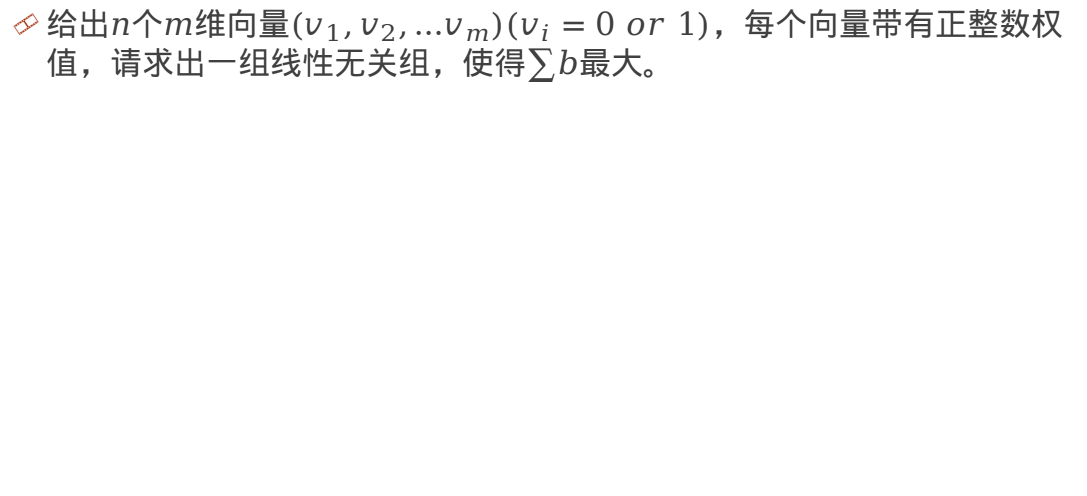 给出n个m维向量(v₁, v₂, …vₘ)(vᵢ = 0 or 1)，每个向量带有正整数权
值，请求出一组线性无关组，使得∑b最大。